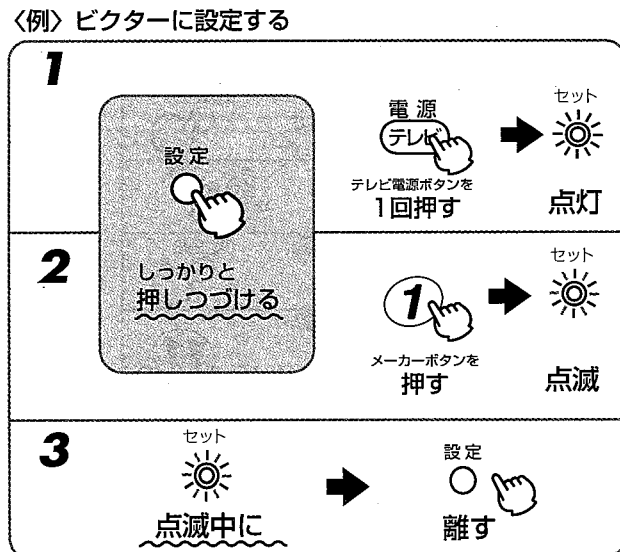 〈例〉ビクターに設定する
1
設定
しっかりと
押しつづける
電源
テレビ
テレビ電源ボタンを
1回押す
セット
点灯
2
1
メーカーボタンを
押す
セット
点滅
3
セット
点滅中に
設定
離す